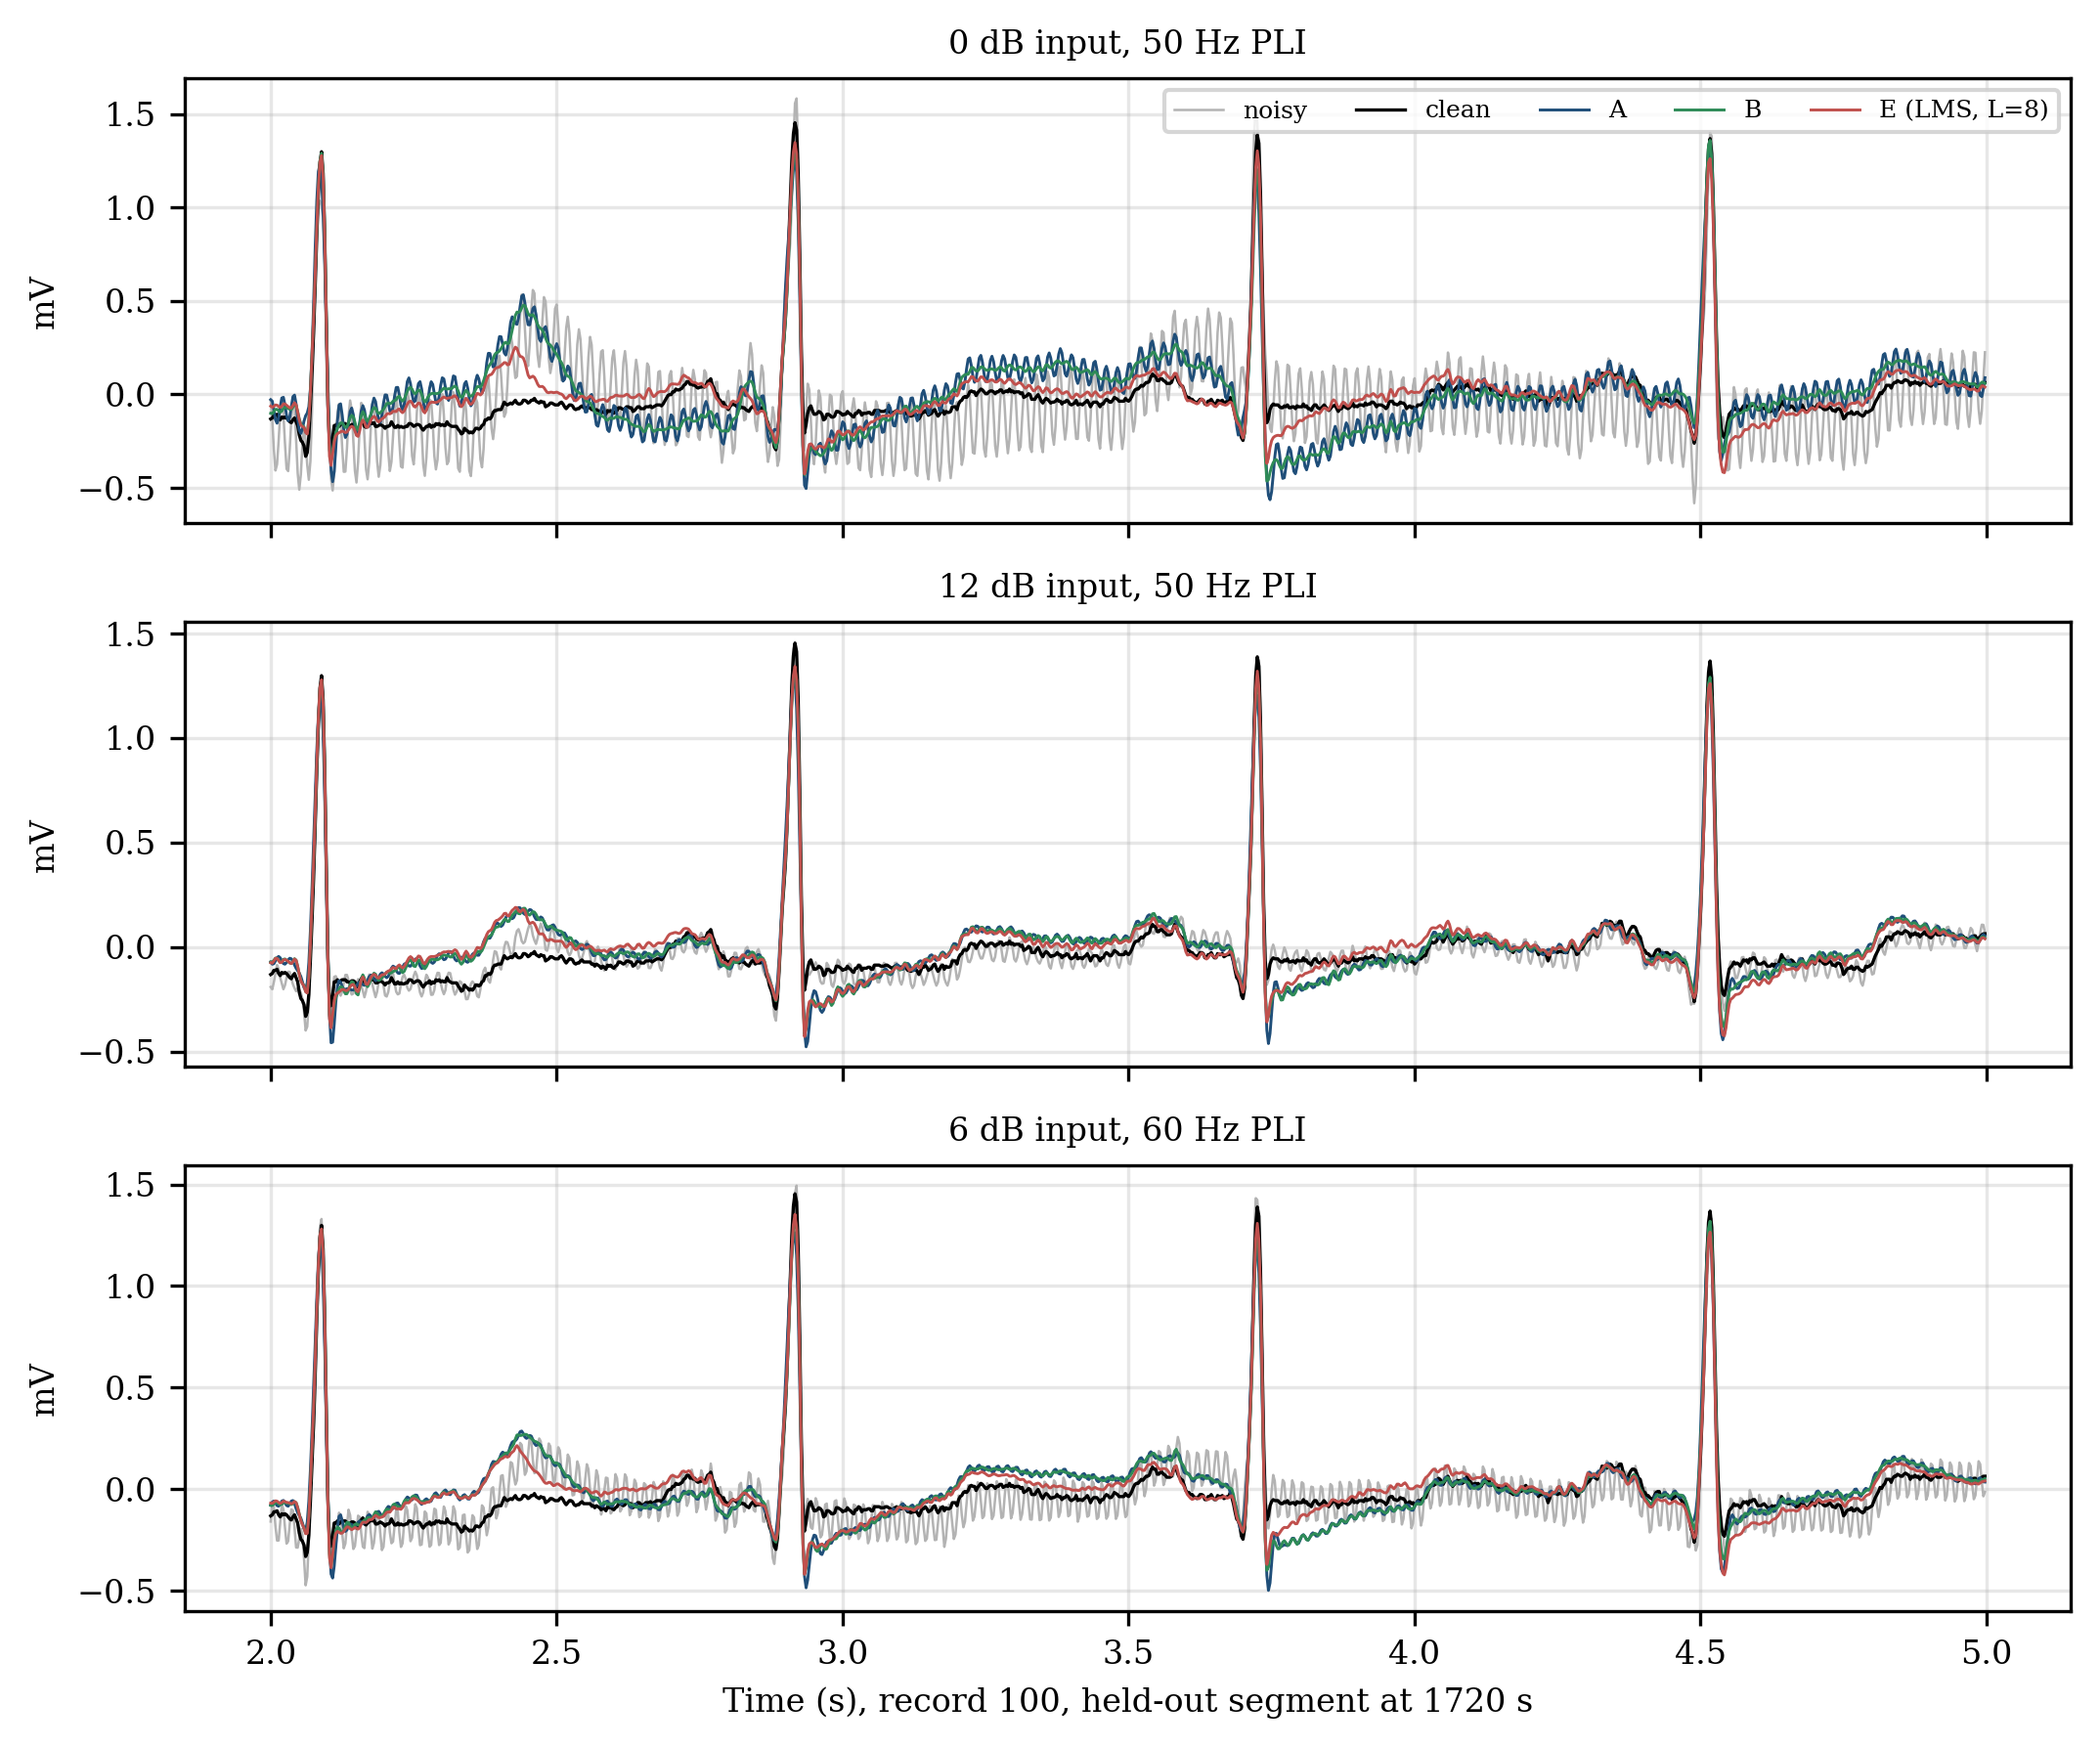 0 dB input, 50 Hz PLI
noisy clean A B E (LMS, L=8)
1.5
1.0
0.5
0.0
−0.5
mV
12 dB input, 50 Hz PLI
1.5
1.0
0.5
0.0
−0.5
mV
6 dB input, 60 Hz PLI
1.5
1.0
0.5
0.0
−0.5
mV
2.0 2.5 3.0 3.5 4.0 4.5 5.0
Time (s), record 100, held-out segment at 1720 s